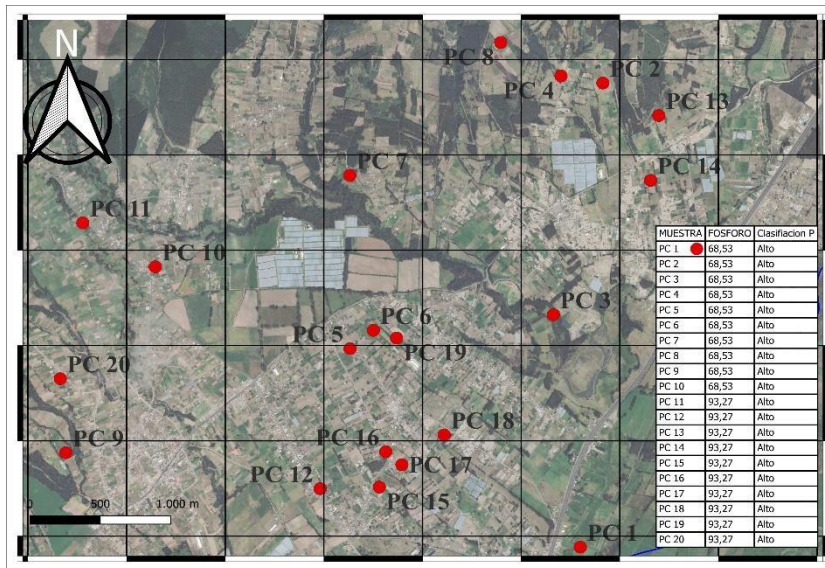 N
PC 8
PC 4
PC 2
PC 13
PC 7
PC 14
PC 11
PC 10
PC 3
PC 6
PC 5
PC 19
PC 20
PC 18
PC 16
PC 9
PC 17
PC 12
PC 15
PC 1
0 500 1.000 m
MUESTRA FOSFORO Clasifiacion P
PC 1 68,53 Alto
PC 2 68,53 Alto
PC 3 68,53 Alto
PC 4 68,53 Alto
PC 5 68,53 Alto
PC 6 68,53 Alto
PC 7 68,53 Alto
PC 8 68,53 Alto
PC 9 68,53 Alto
PC 10 68,53 Alto
PC 11 93,27 Alto
PC 12 93,27 Alto
PC 13 93,27 Alto
PC 14 93,27 Alto
PC 15 93,27 Alto
PC 16 93,27 Alto
PC 17 93,27 Alto
PC 18 93,27 Alto
PC 19 93,27 Alto
PC 20 93,27 Alto